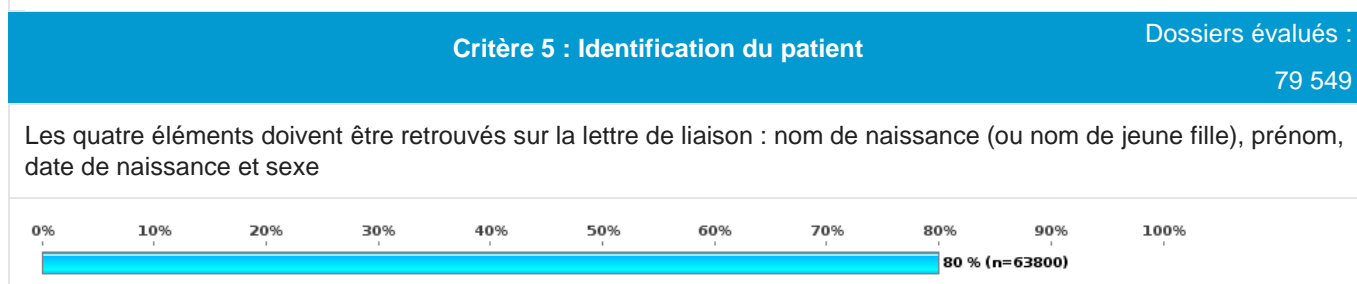 Critère 5 : Identification du patient
Dossiers évalués :
79 549
Les quatre éléments doivent être retrouvés sur la lettre de liaison : nom de naissance (ou nom de jeune fille), prénom,
date de naissance et sexe
0% 10% 20% 30% 40% 50% 60% 70% 80% 90% 100%
80 % (n=63800)